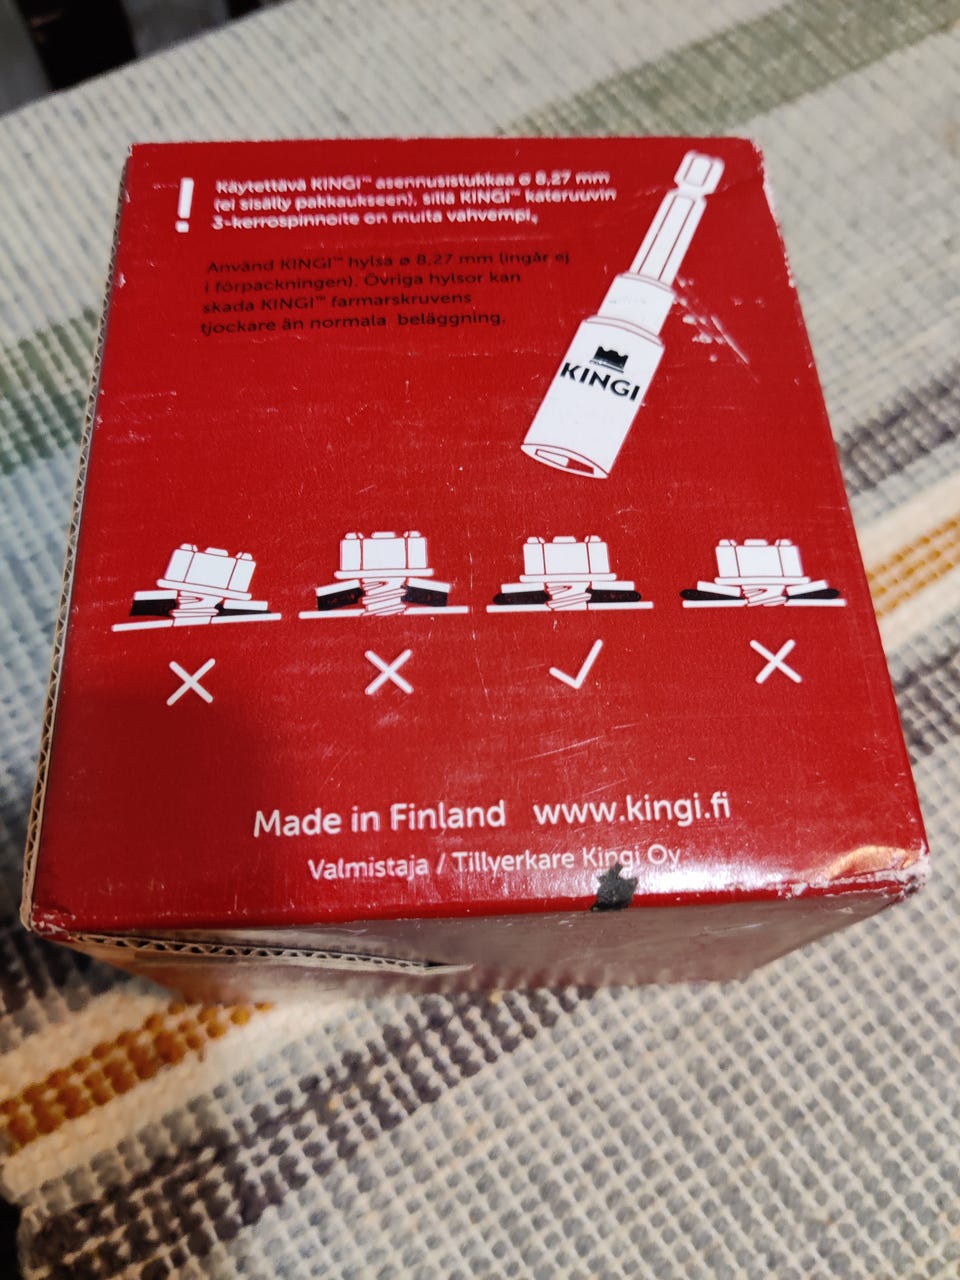 !
Käytettävä KINGI™ asennusistukkaa ø 8,27 mm
(ei sisälly pakkaukseen), sillä KINGI™ kateruuvin
3-kerrospinnoite on muita vahvempi.
Använd KINGI™ hylsa ø 8,27 mm (ingår ej
i förpackningen). Övriga hylsor kan
skada KINGI™ farmarskruvens
tjockare än normala beläggning.
KINGI
Made in Finland www.kingi.fi
Valmistaja / Tillverkare Kingi Oy